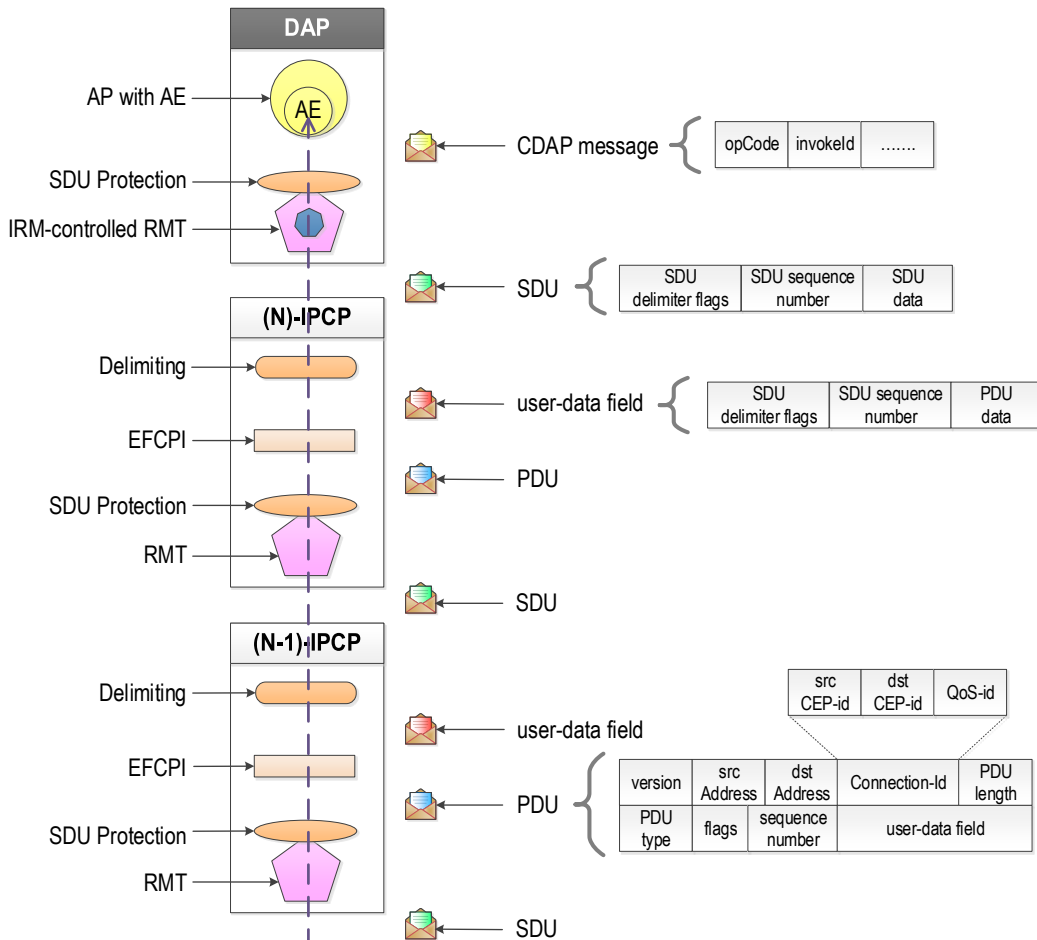 DAP
AP with AE
AE
CDAP message
opCode
invokeId
.......
SDU Protection
IRM-controlled RMT
SDU
SDU
delimiter flags
SDU sequence
number
SDU
data
(N)-IPCP
Delimiting
user-data field
SDU
delimiter flags
SDU sequence
number
PDU
data
EFCPI
PDU
SDU Protection
RMT
SDU
(N-1)-IPCP
Delimiting
src
CEP-id
dst
CEP-id
QoS-id
user-data field
EFCPI
PDU
version
src
Address
dst
Address
Connection-Id
PDU
length
PDU
type
flags
sequence
number
user-data field
SDU Protection
RMT
SDU